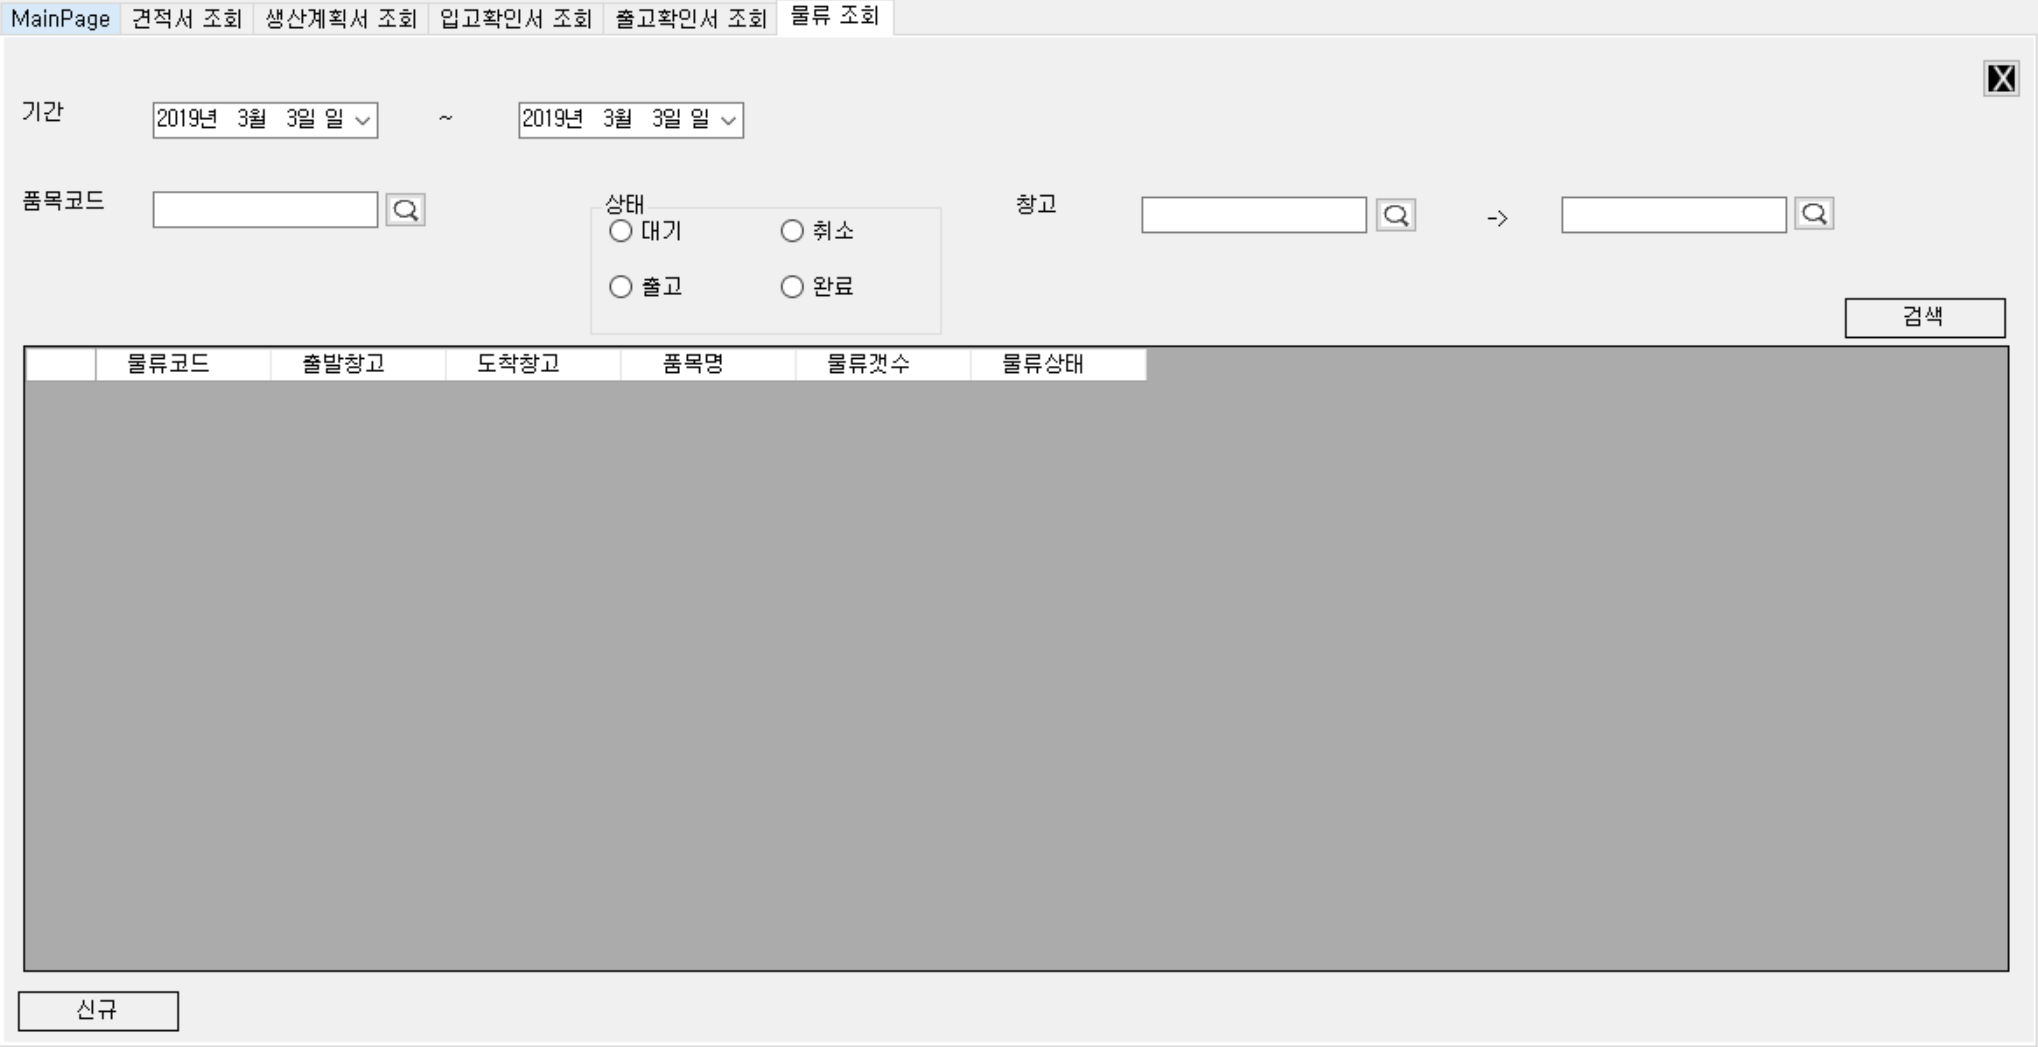 MainPage 견적서 조회 생산계획서 조회 입고확인서 조회 출고확인서 조회 물류 조회
X
기간 2019년 3월 3일 일 ~ 2019년 3월 3일 일
품목코드 상태 창고 ->
대기 취소
출고 완료
검색
물류코드 출발창고 도착창고 품목명 물류갯수 물류상태
신규